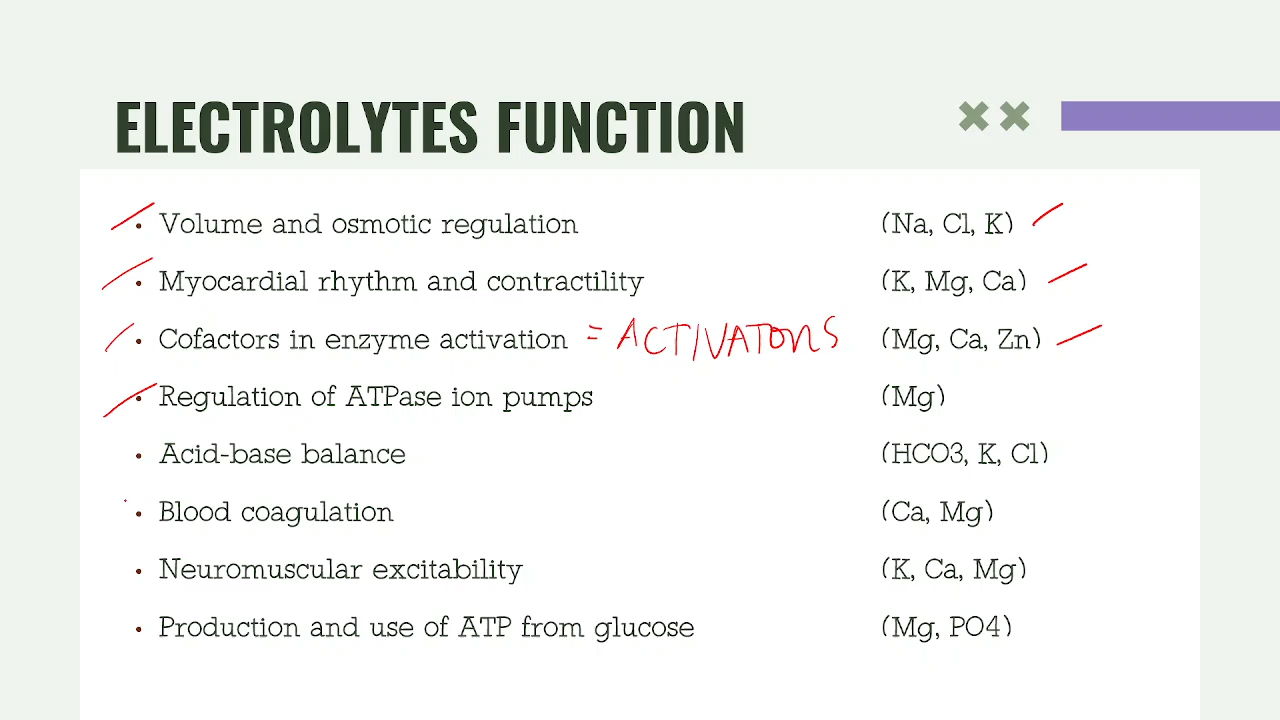 ELECTROLYTES FUNCTION
• Volume and osmotic regulation (Na, Cl, K)
• Myocardial rhythm and contractility (K, Mg, Ca)
• Cofactors in enzyme activation = ACTIVATORS (Mg, Ca, Zn)
• Regulation of ATPase ion pumps (Mg)
• Acid-base balance (HCO3, K, Cl)
• Blood coagulation (Ca, Mg)
• Neuromuscular excitability (K, Ca, Mg)
• Production and use of ATP from glucose (Mg, PO4)